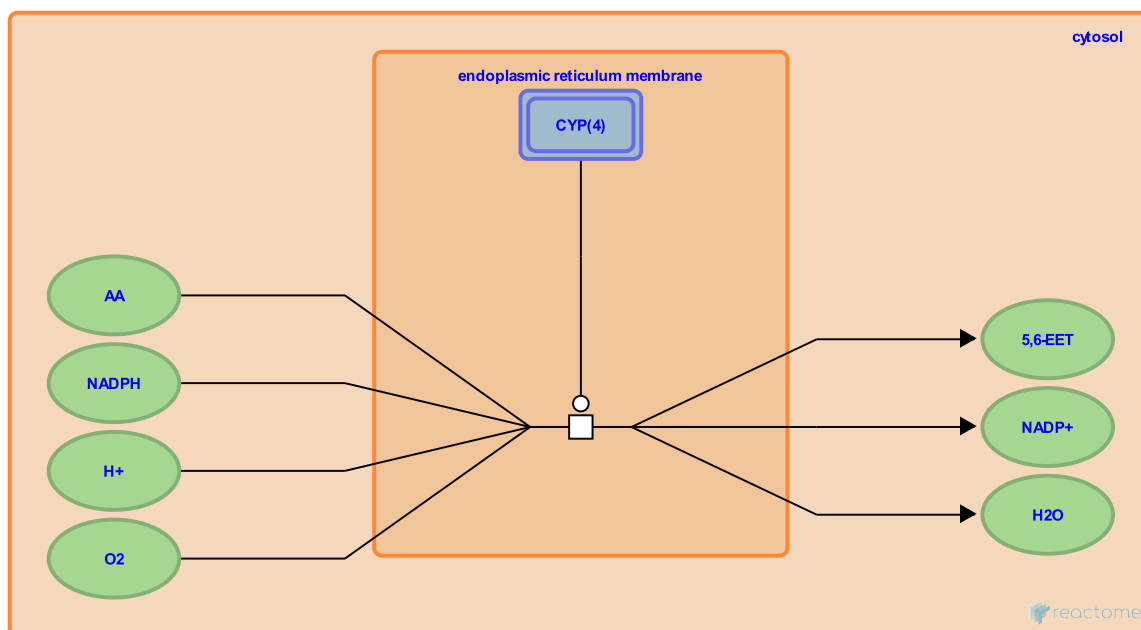 cytosol
endoplasmic reticulum membrane
CYP(4)
AA
NADPH
H+
O2
5,6-EET
NADP+
H2O
reactome